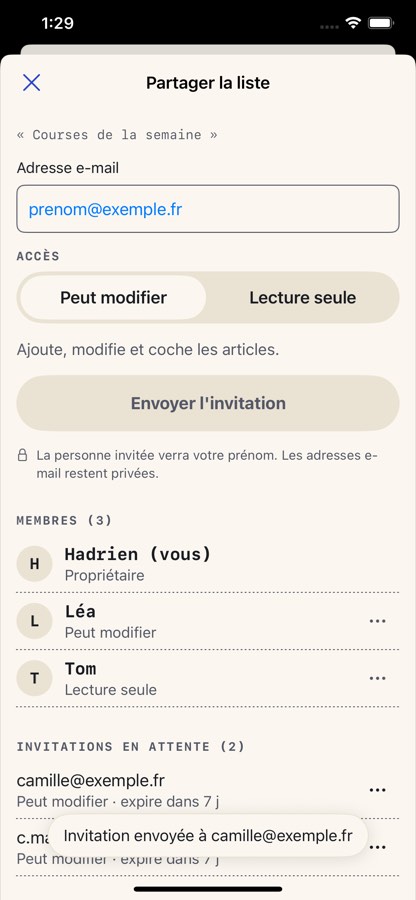 1:29
Partager la liste
« Courses de la semaine »
Adresse e-mail
prenom@exemple.fr
ACCÈS
Peut modifier
Lecture seule
Ajoute, modifie et coche les articles.
Envoyer l'invitation
La personne invitée verra votre prénom. Les adresses e-
mail restent privées.
MEMBRES (3)
H
Hadrien (vous)
Propriétaire
L
Léa
Peut modifier
T
Tom
Lecture seule
INVITATIONS EN ATTENTE (2)
camille@exemple.fr
Peut modifier · expire dans 7 j
Invitation envoyée à camille@exemple.fr
Peut modifier · expire dans 7 j